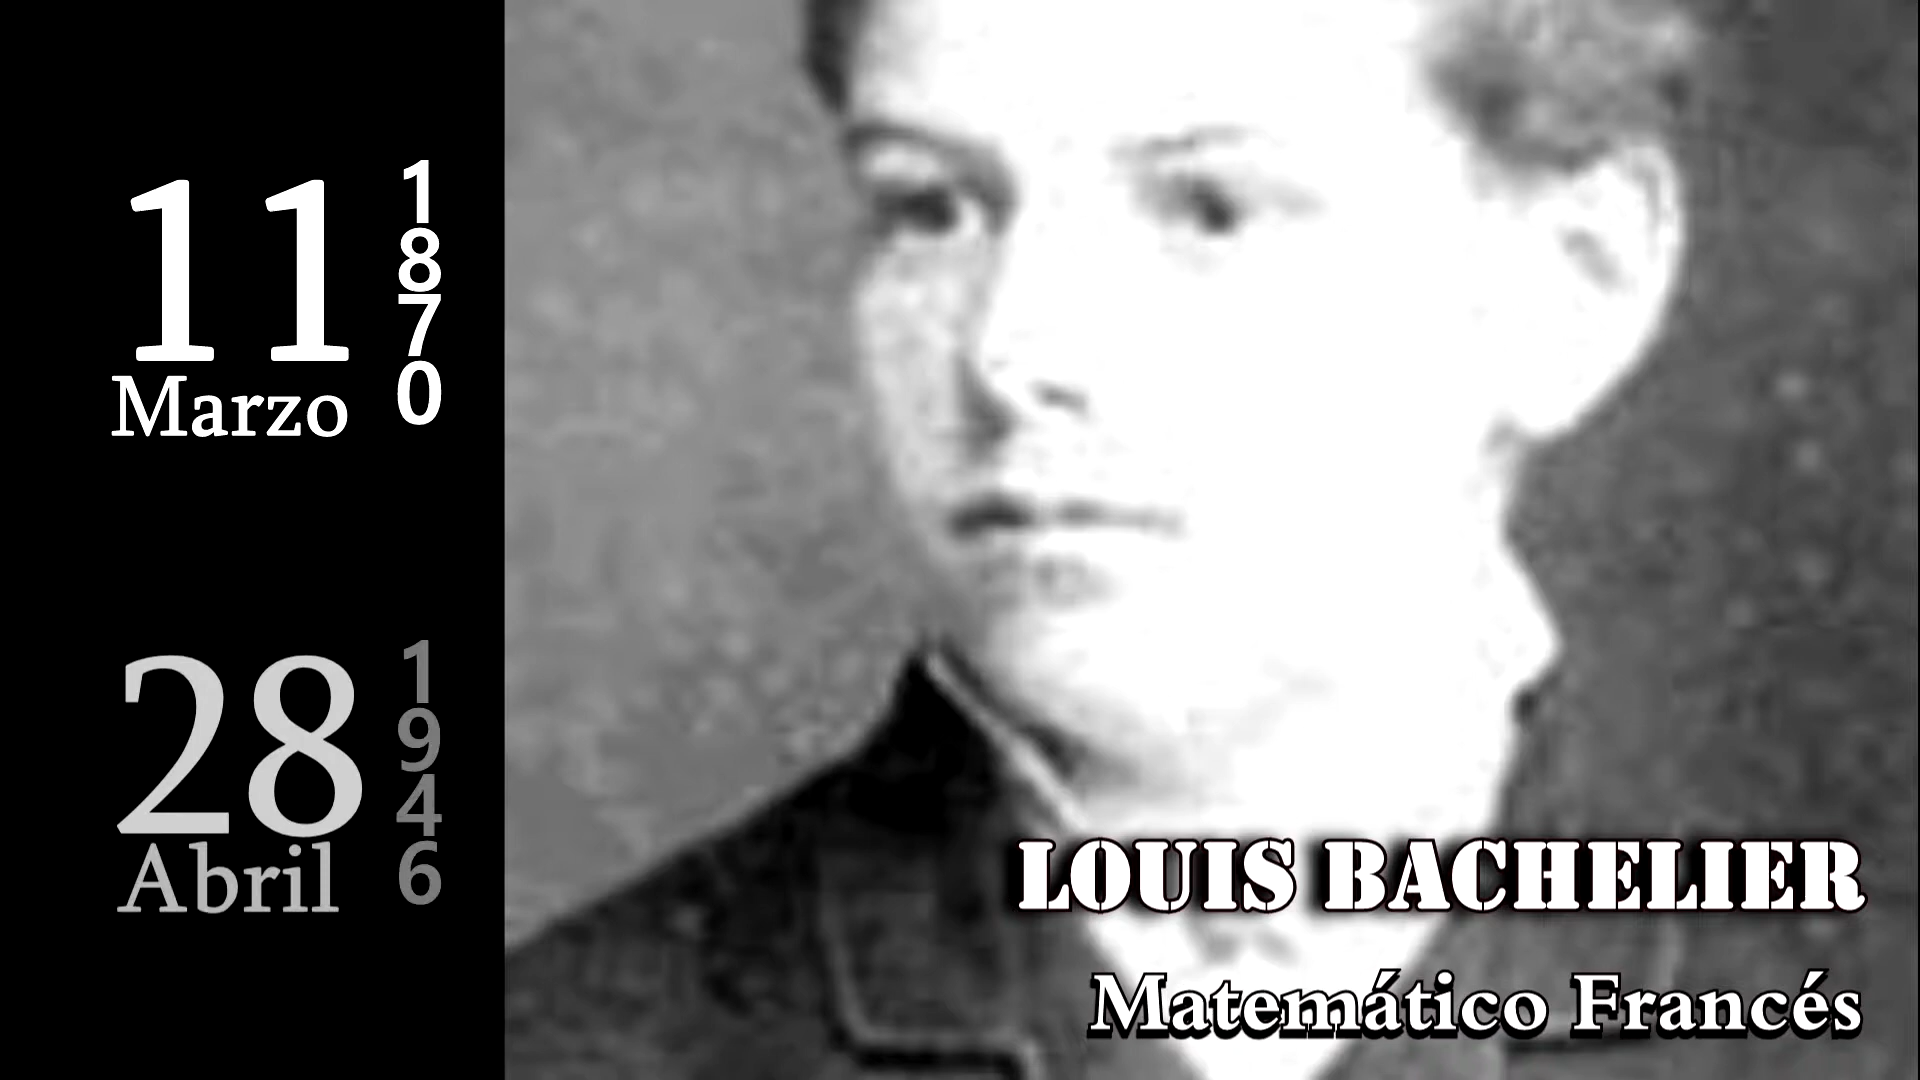 11
Marzo
1870
28
Abril
1946
LOUIS BACHELIER
Matemático Francés